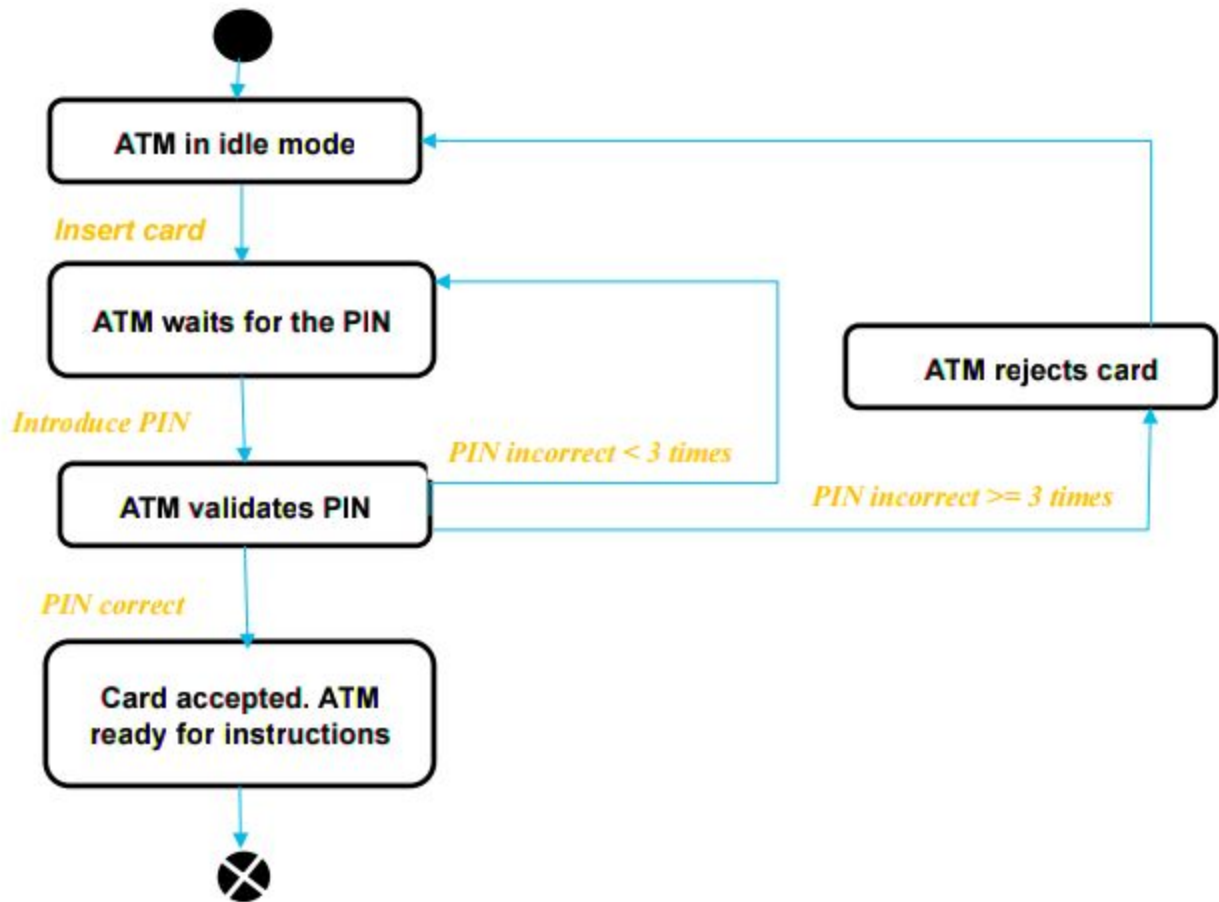 ATM in idle mode
Insert card
ATM waits for the PIN
ATM rejects card
Introduce PIN
PIN incorrect < 3 times
PIN incorrect >= 3 times
ATM validates PIN
PIN correct
Card accepted. ATM
ready for instructions